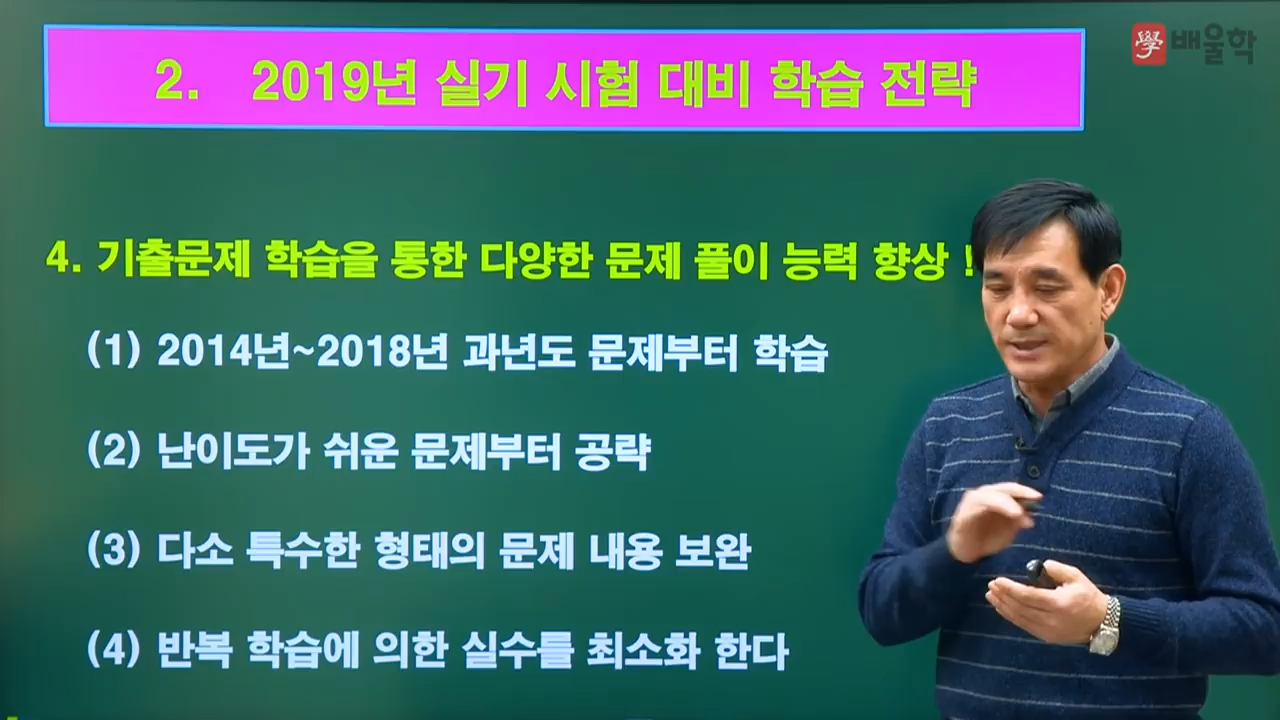 學 배울학
2. 2019년 실기 시험 대비 학습 전략
4. 기출문제 학습을 통한 다양한 문제 풀이 능력 향상 !
(1) 2014년~2018년 과년도 문제부터 학습
(2) 난이도가 쉬운 문제부터 공략
(3) 다소 특수한 형태의 문제 내용 보완
(4) 반복 학습에 의한 실수를 최소화 한다